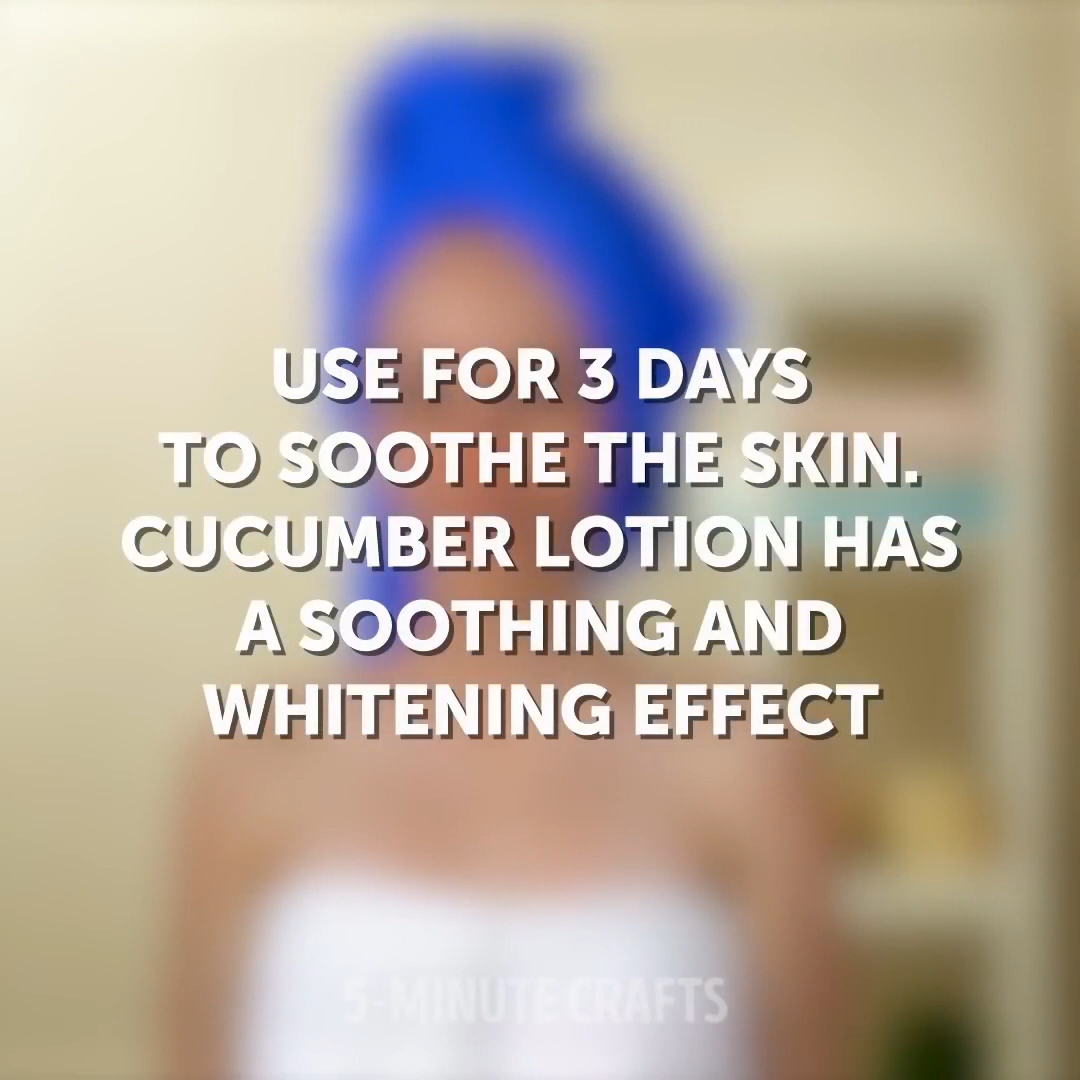 USE FOR 3 DAYS
TO SOOTHE THE SKIN.
CUCUMBER LOTION HAS
A SOOTHING AND
WHITENING EFFECT
5-MINUTE CRAFTS